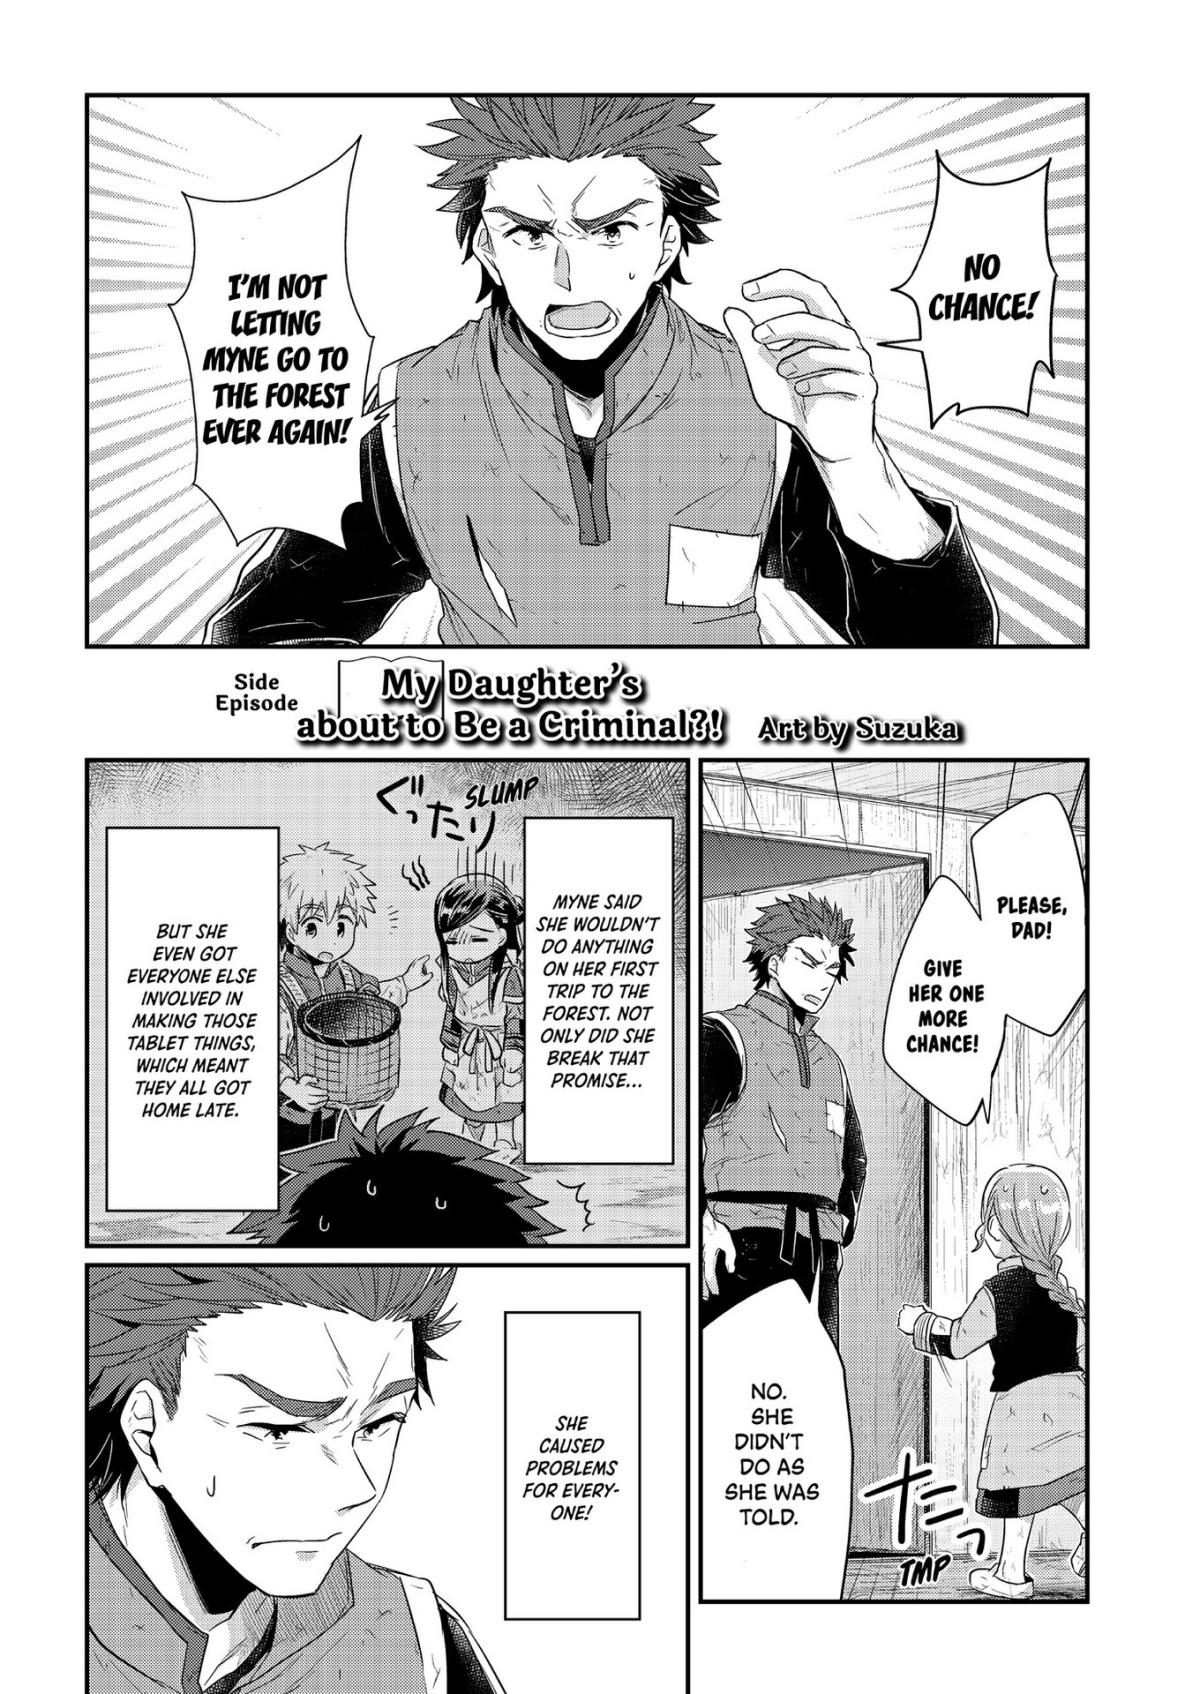 NO
CHANCE!
I'M NOT
LETTING
MYNE GO TO
THE FOREST
EVER AGAIN!
Side
Episode
My Daughter's
about to Be a Criminal?!
Art by Suzuka
PLEASE,
DAD!
GIVE
HER ONE
MORE
CHANCE!
NO.
SHE
DIDN'T
DO AS
SHE WAS
TOLD.
たっ
TMP
ぐったり
SLUMP
MYNE SAID
SHE WOULDN'T
DO ANYTHING
ON HER FIRST
TRIP TO THE
FOREST. NOT
ONLY DID SHE
BREAK THAT
PROMISE...
BUT SHE
EVEN GOT
EVERYONE ELSE
INVOLVED IN
MAKING THOSE
TABLET THINGS,
WHICH MEANT
THEY ALL GOT
HOME LATE.
SHE
CAUSED
PROBLEMS
FOR EVERY-
ONE!